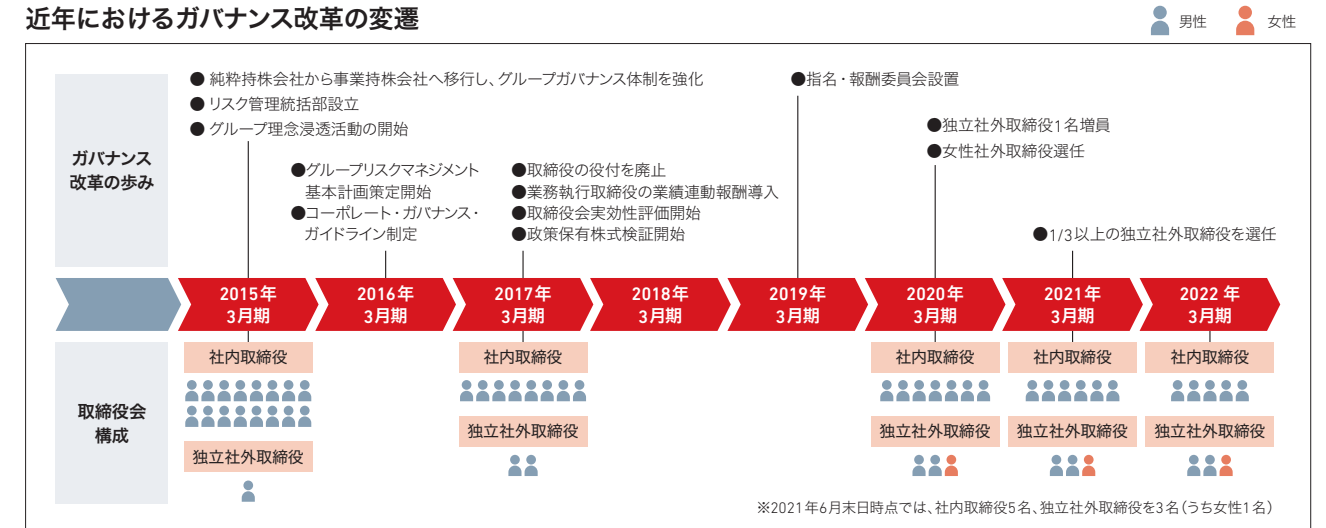 近年におけるガバナンス改革の変遷
男性
女性
ガバナンス
改革の歩み
●純粋持株会社から事業持株会社へ移行し、グループガバナンス体制を強化
●リスク管理統括部設立
●グループ理念浸透活動の開始
●グループリスクマネジメント
基本計画策定開始
●コーポレート・ガバナンス・
ガイドライン制定
●取締役の役付を廃止
●業務執行取締役の業績連動報酬導入
●取締役会実効性評価開始
●政策保有株式検証開始
●指名・報酬委員会設置
●独立社外取締役1名増員
●女性社外取締役選任
●1/3以上の独立社外取締役を選任
2015年
3月期
2016年
3月期
2017年
3月期
2018年
3月期
2019年
3月期
2020年
3月期
2021年
3月期
2022 年
3月期
取締役会
構成
社内取締役
独立社外取締役
社内取締役
独立社外取締役
社内取締役
独立社外取締役
社内取締役
独立社外取締役
社内取締役
独立社外取締役
※2021年6月末日時点では、社内取締役5名、独立社外取締役を3名(うち女性1名)